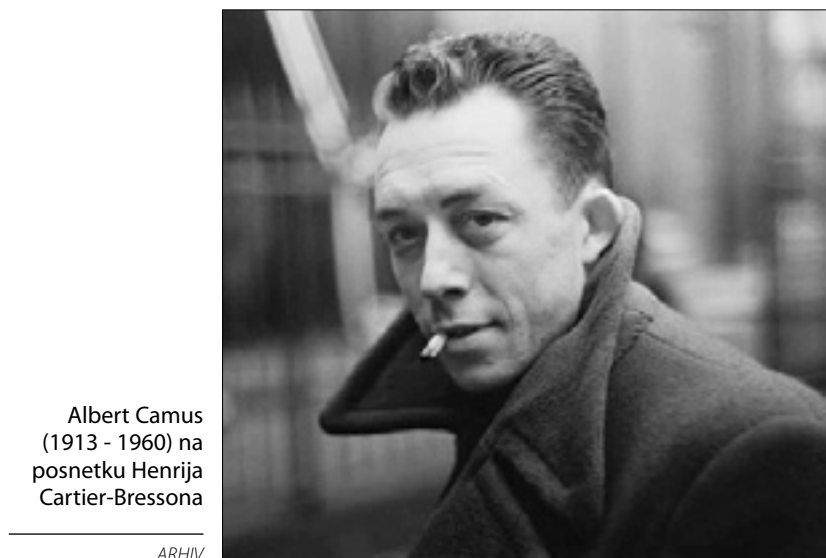 Albert Camus
(1913 - 1960) na
posnetku Henrija
Cartier-Bressona
ARHIV